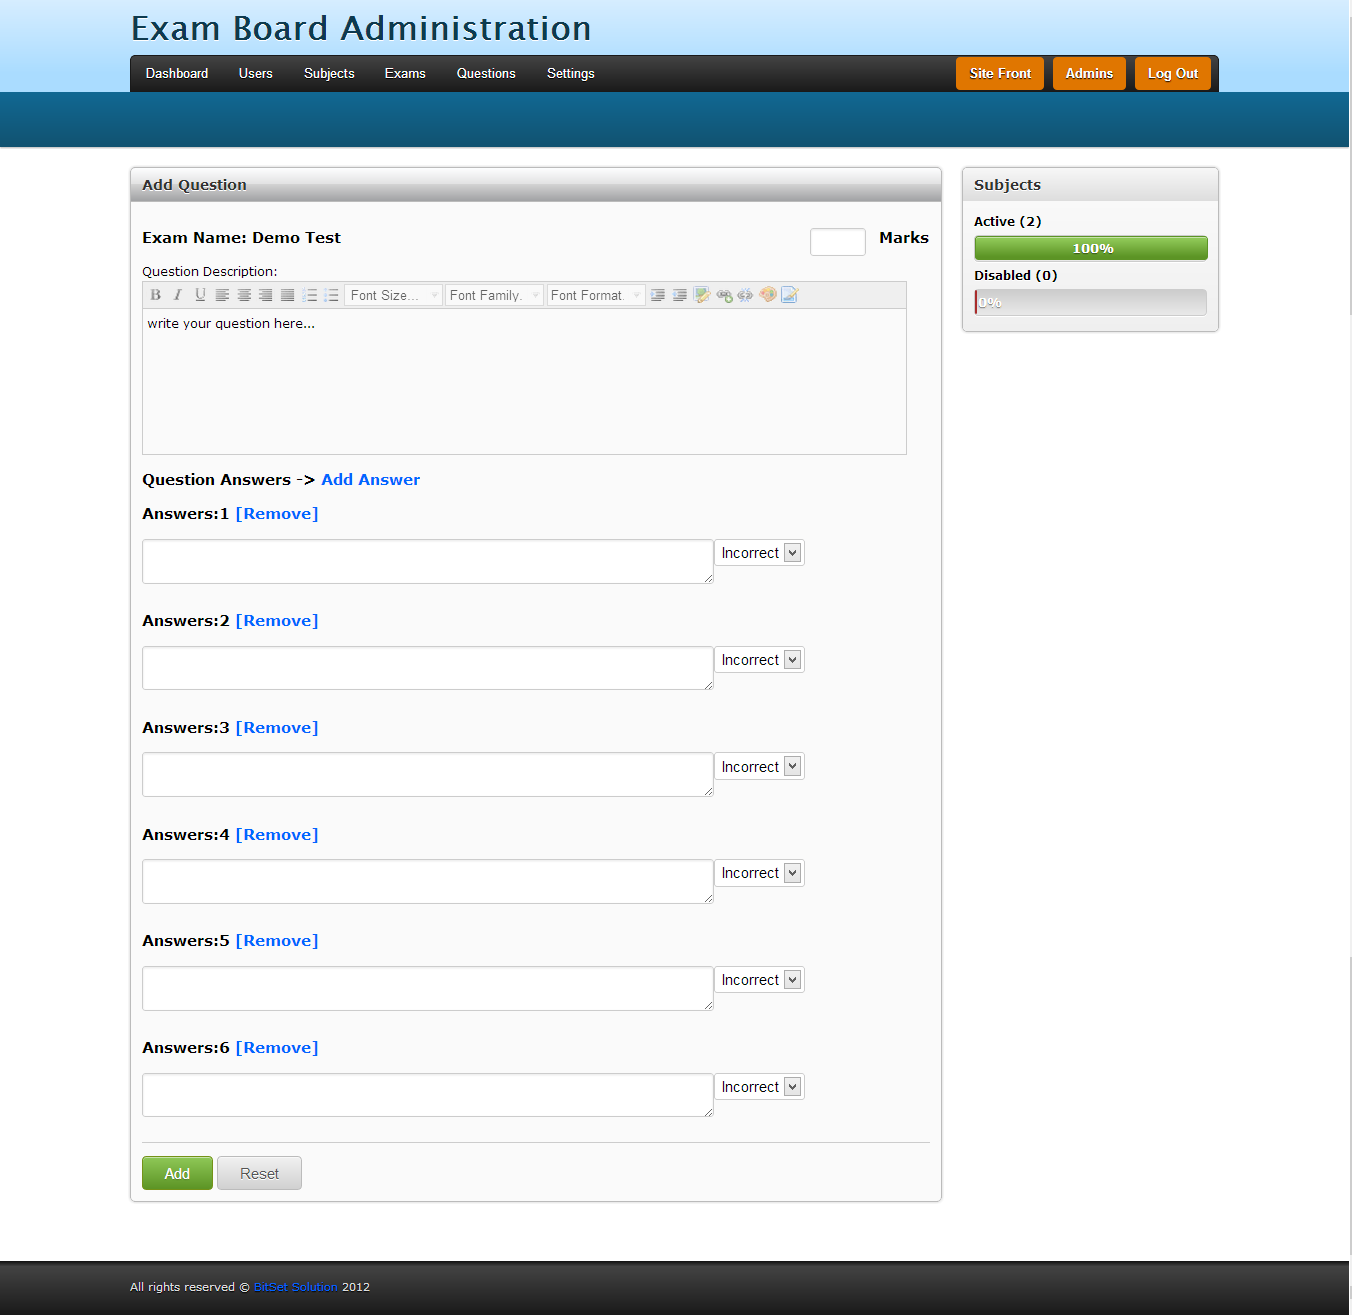 Exam Board Administration
Dashboard Users Subjects Exams Questions Settings Site Front Admins Log Out
Add Question
Exam Name: Demo Test Marks
Question Description:
B I U Font Size... Font Family. Font Format.
write your question here...
Question Answers -> Add Answer
Answers:1 [Remove]
Incorrect
Answers:2 [Remove]
Incorrect
Answers:3 [Remove]
Incorrect
Answers:4 [Remove]
Incorrect
Answers:5 [Remove]
Incorrect
Answers:6 [Remove]
Incorrect
Add Reset
Subjects
Active (2)
100%
Disabled (0)
0%
All rights reserved © BitSet Solution 2012